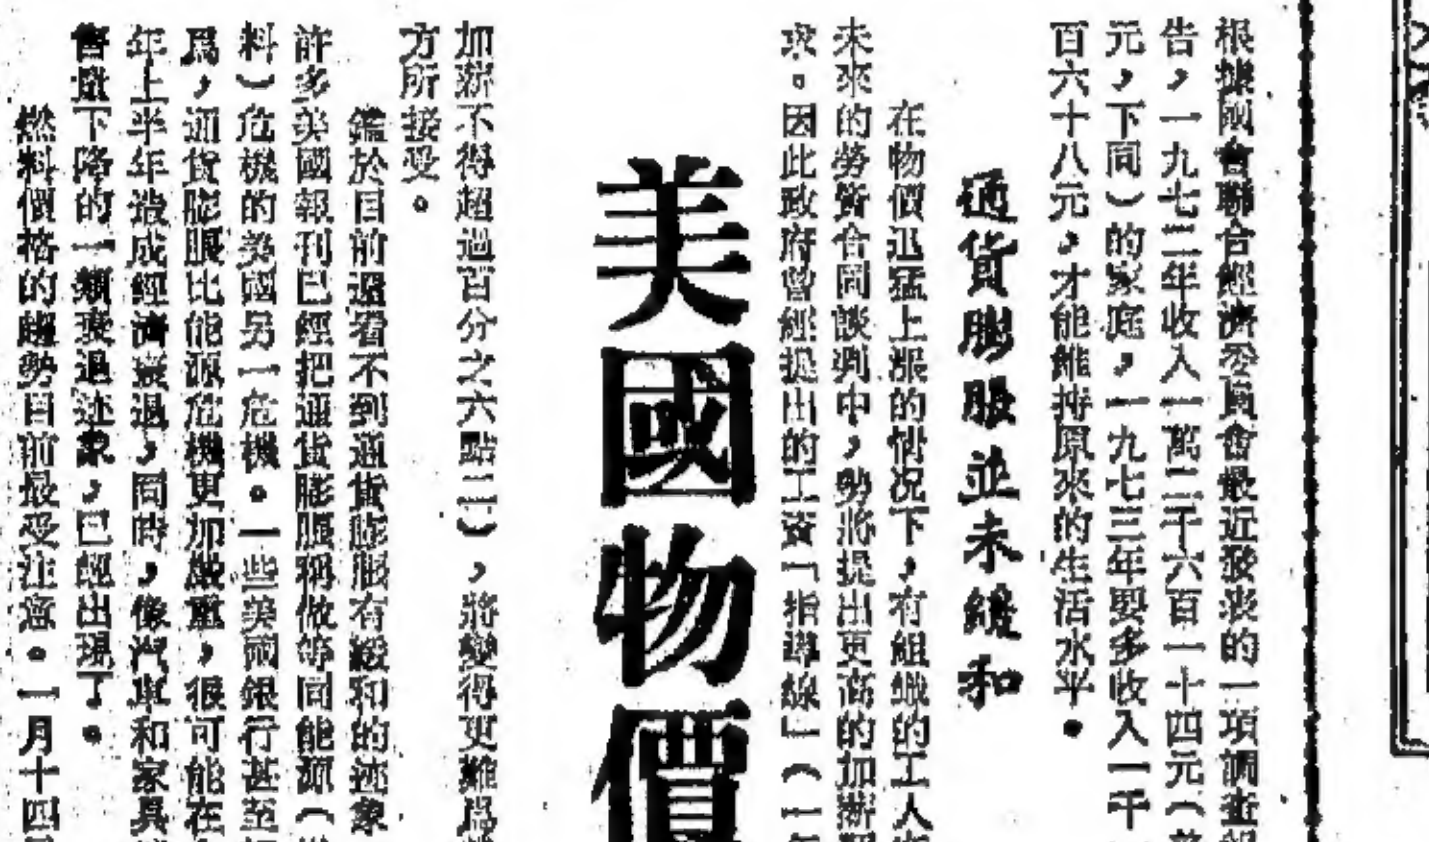 根據國會聯合經濟委員會最近發表的一項調查報
告，一九七二年收入一萬二千六百一十四元（美
元，下同）的家庭，一九七三年要多收入一千
百六十八元，才能維持原來的生活水平。
通貨膨脹並未緩和
在物價迅猛上漲的情況下，有組織的工人
未來的勞資合同談判中，勢將提出更高的加薪
求。因此政府曾經提出的工資「指導線」（一年
美國物價
加薪不得超過百分之六點二），將變得更難爲
方所接受。
鑑於目前還看不到通貨膨脹有緩和的迹象
許多美國報刊已經把通貨膨脹稱做等同能源（
料）危機的美國另一危機。一些美國銀行甚至
爲，通貨膨脹比能源危機更加嚴重，很可能在
年上半年造成經濟衰退，同時，像汽車和家具
售量下降的一類衰退迹象，已經出現了。
燃料價格的趨勢目前最受注意。一月十四